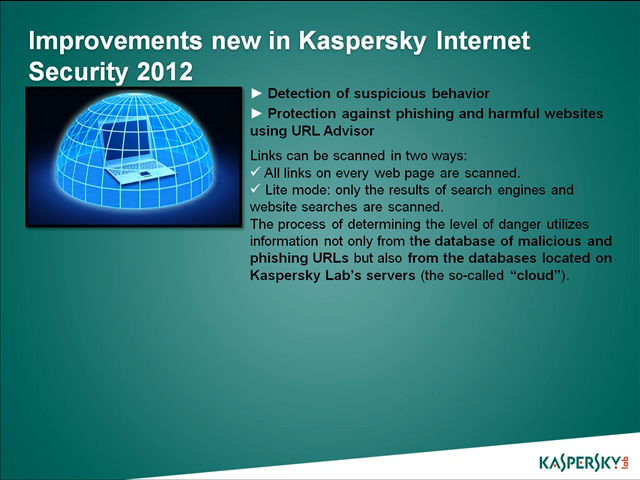 Improvements new in Kaspersky Internet
Security 2012
► Detection of suspicious behavior
► Protection against phishing and harmful websites
using URL Advisor
Links can be scanned in two ways:
✓ All links on every web page are scanned.
✓ Lite mode: only the results of search engines and
website searches are scanned.
The process of determining the level of danger utilizes
information not only from the database of malicious and
phishing URLs but also from the databases located on
Kaspersky Lab's servers (the so-called “cloud”).
KASPERSKY lab